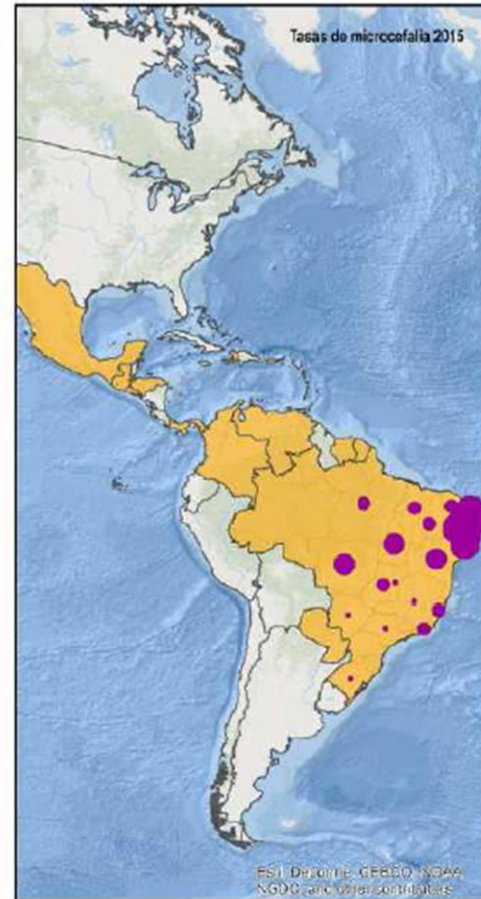 Tasas de microcefalia 2015
Esri, DeLorme, GEBCO, NOAA
NGDC, and other contributors